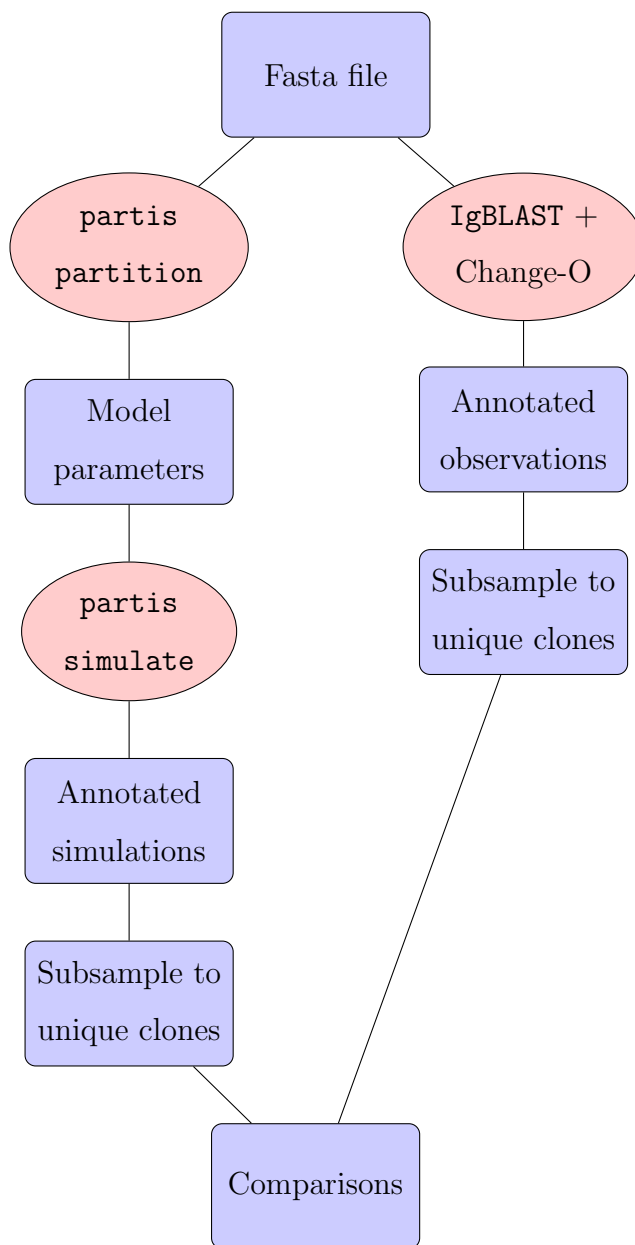 Fasta file
partis
partition
IgBLAST +
Change-O
Model
parameters
Annotated
observations
partis
simulate
Subsample to
unique clones
Annotated
simulations
Subsample to
unique clones
Comparisons